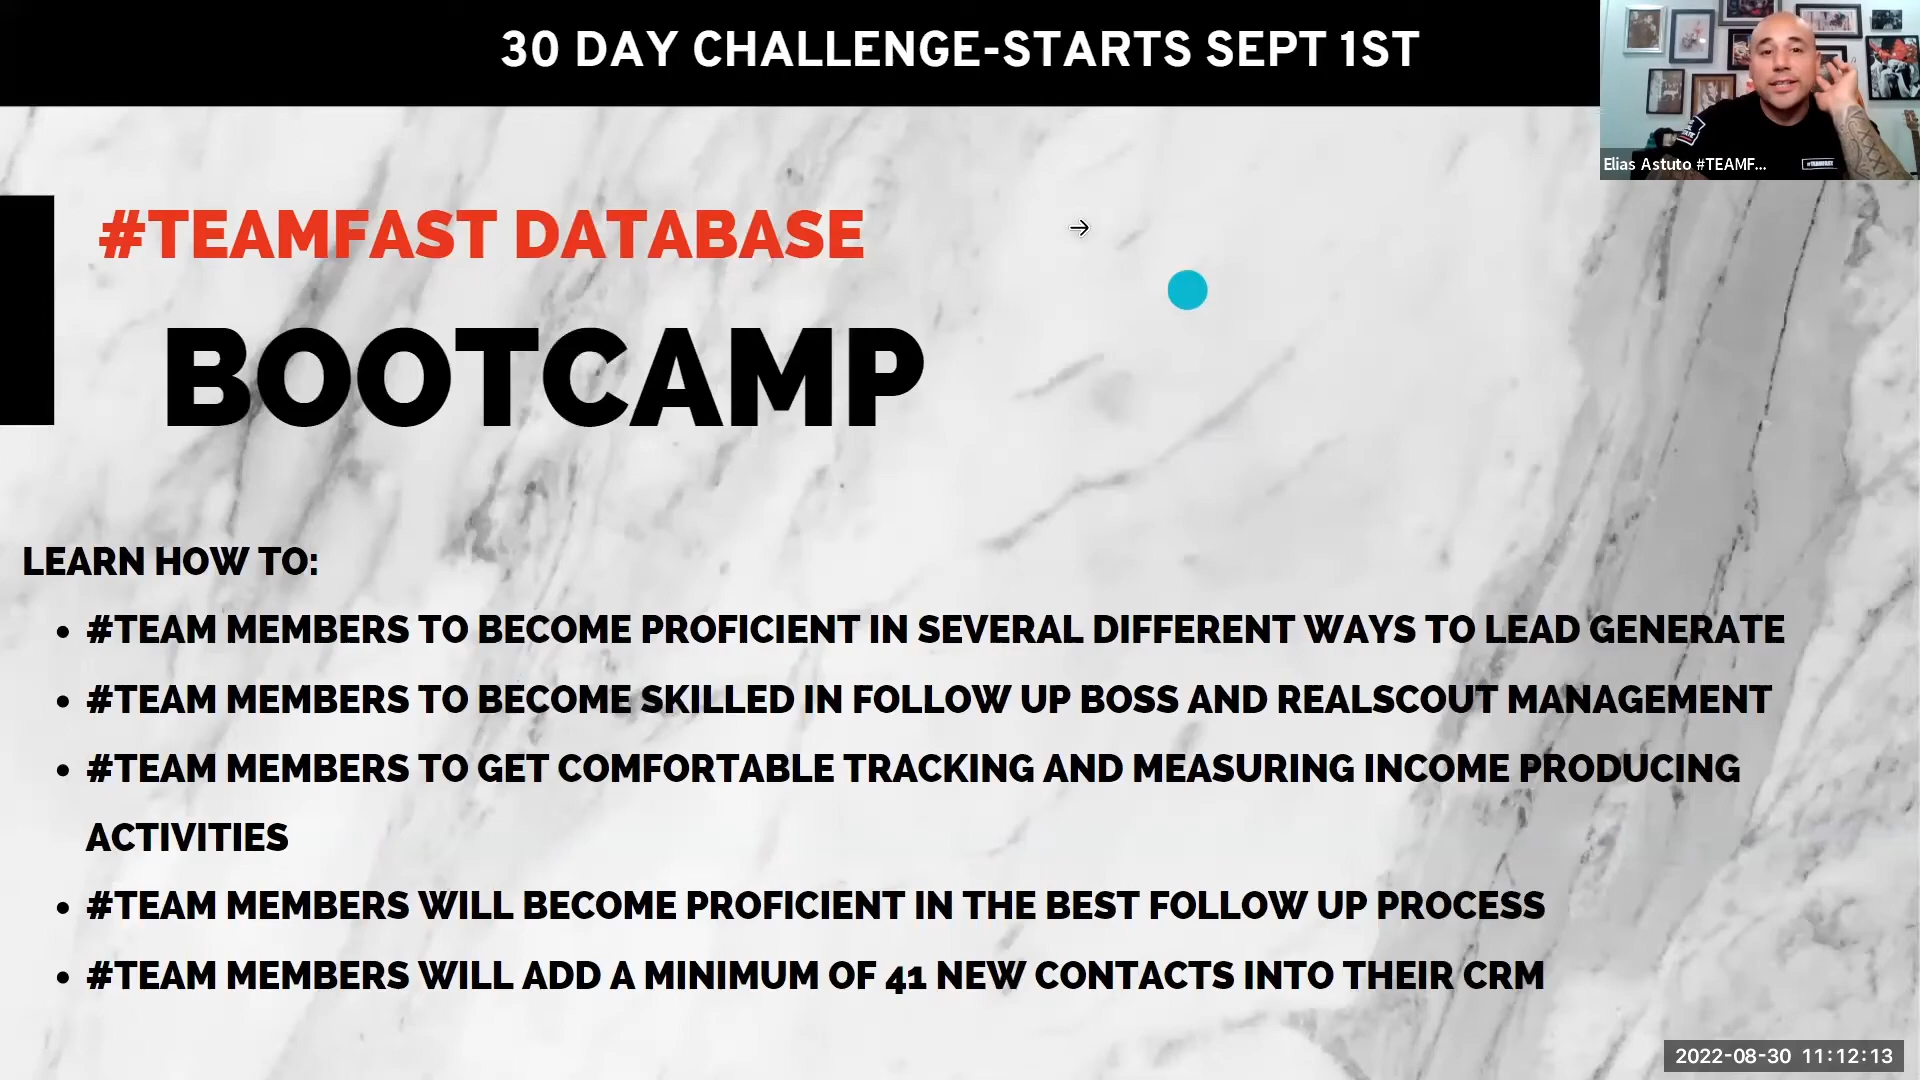 30 DAY CHALLENGE-STARTS SEPT 1ST
Elias Astuto #TEAMF...
#TEAMFAST
#TEAMFAST DATABASE
BOOTCAMP
LEARN HOW TO:
• #TEAM MEMBERS TO BECOME PROFICIENT IN SEVERAL DIFFERENT WAYS TO LEAD GENERATE
• #TEAM MEMBERS TO BECOME SKILLED IN FOLLOW UP BOSS AND REALSCOUT MANAGEMENT
• #TEAM MEMBERS TO GET COMFORTABLE TRACKING AND MEASURING INCOME PRODUCING
ACTIVITIES
• #TEAM MEMBERS WILL BECOME PROFICIENT IN THE BEST FOLLOW UP PROCESS
• #TEAM MEMBERS WILL ADD A MINIMUM OF 41 NEW CONTACTS INTO THEIR CRM
2022-08-30 11:12:13